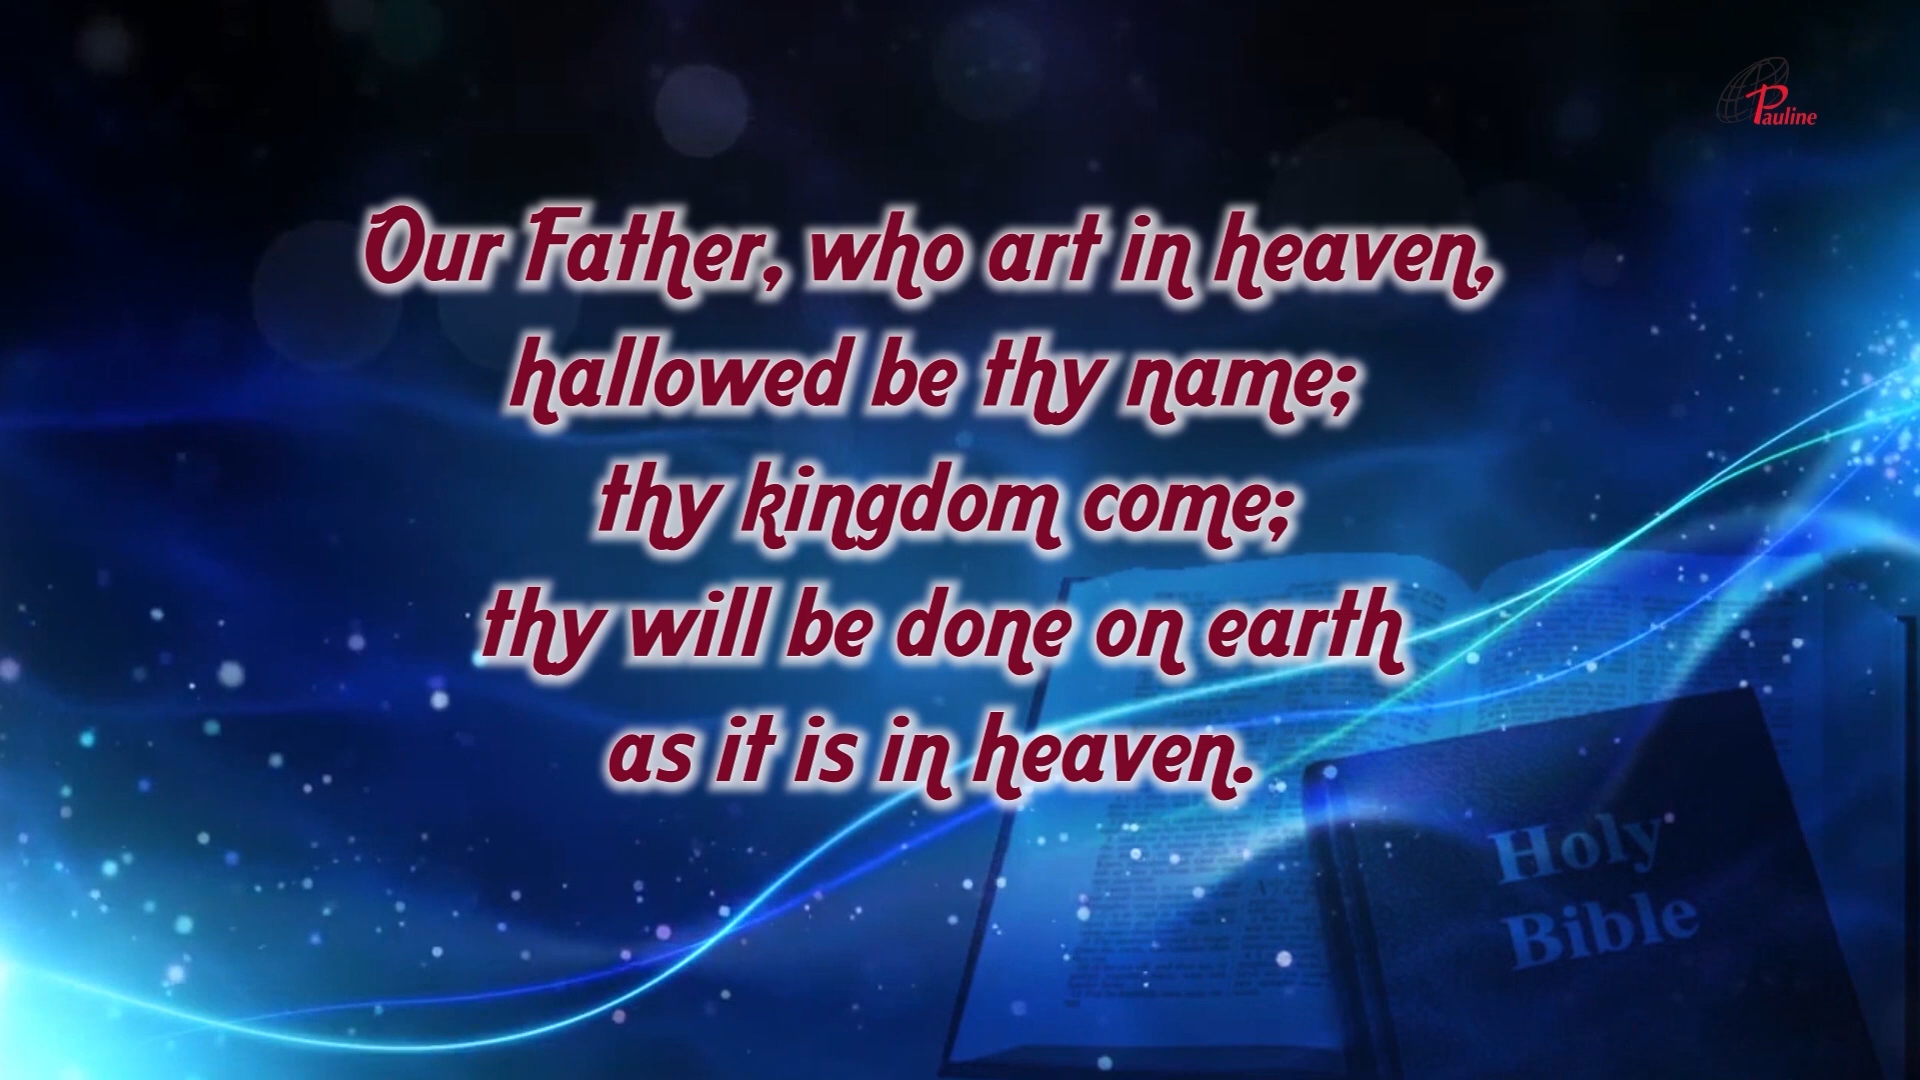 Pauline
Our Father, who art in heaven,
hallowed be thy name;
thy kingdom come;
thy will be done on earth
as it is in heaven.
Holy
Bible